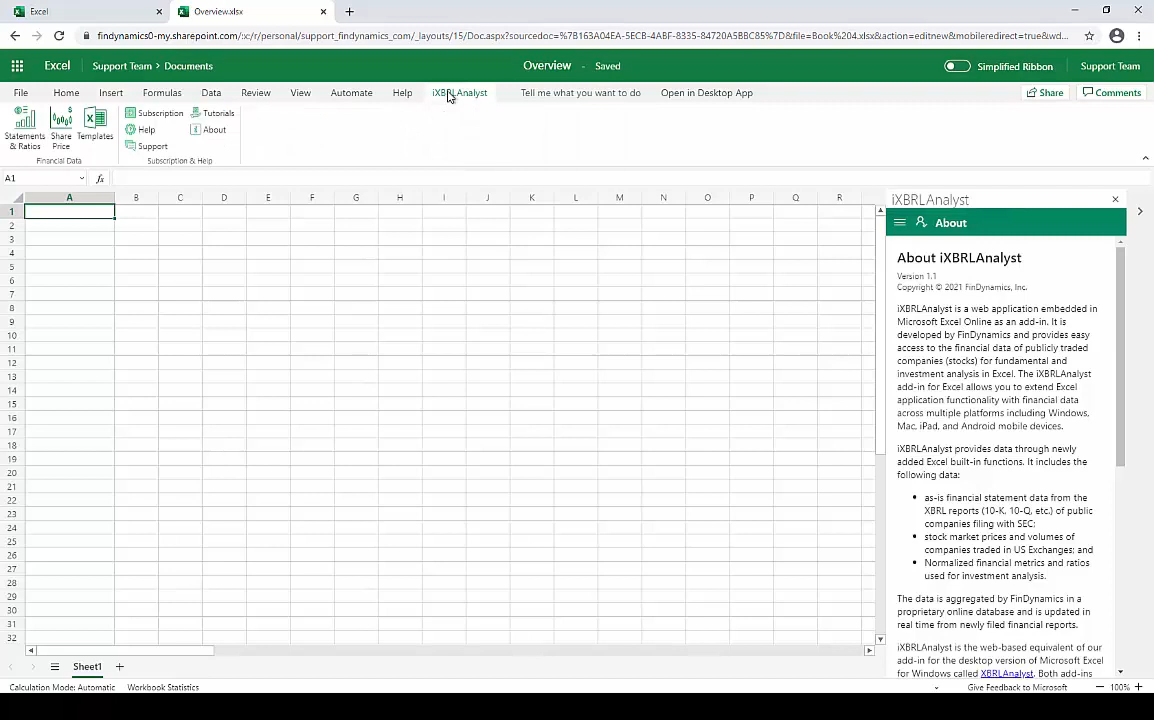 Excel
Overview.xlsx
findynamics0-my.sharepoint.com/:x:/r/personal/support_findynamics_com/_layouts/15/Doc.aspx?sourcedoc=%7B163A04EA-5ECB-4ABF-8335-84720A5BBC85%7D&file=Book%204.xlsx&action=editnew&mobileredirect=true&wd...
Excel Support Team > Documents Overview - Saved Simplified Ribbon Support Team
File Home Insert Formulas Data Review View Automate Help iXBRLAnalyst Tell me what you want to do Open in Desktop App Share Comments
Statements & Ratios
Share Price
Templates
Financial Data
Subscription Tutorials
Help About
Support
Subscription & Help
A1 fx
A B C D E F G H I J K L M N O P Q R
1
2
3
4
5
6
7
8
9
10
11
12
13
14
15
16
17
18
19
20
21
22
23
24
25
26
27
28
29
30
31
32
iXBRLAnalyst
About
About iXBRLAnalyst
Version 1.1
Copyright © 2021 FinDynamics, Inc.
iXBRLAnalyst is a web application embedded in
Microsoft Excel Online as an add-in. It is
developed by FinDynamics and provides easy
access to the financial data of publicly traded
companies (stocks) for fundamental and
investment analysis in Excel. The iXBRLAnalyst
add-in for Excel allows you to extend Excel
application functionality with financial data
across multiple platforms including Windows,
Mac, iPad, and Android mobile devices.
iXBRLAnalyst provides data through newly
added Excel built-in functions. It includes the
following data:
• as-is financial statement data from the
XBRL reports (10-K, 10-Q, etc.) of public
companies filing with SEC;
• stock market prices and volumes of
companies traded in US Exchanges; and
• Normalized financial metrics and ratios
used for investment analysis.
The data is aggregated by FinDynamics in a
proprietary online database and is updated in
real time from newly filed financial reports.
iXBRLAnalyst is the web-based equivalent of our
add-in for the desktop version of Microsoft Excel
for Windows called XBRLAnalyst. Both add-ins
Sheet1
Calculation Mode: Automatic Workbook Statistics Give Feedback to Microsoft 100%